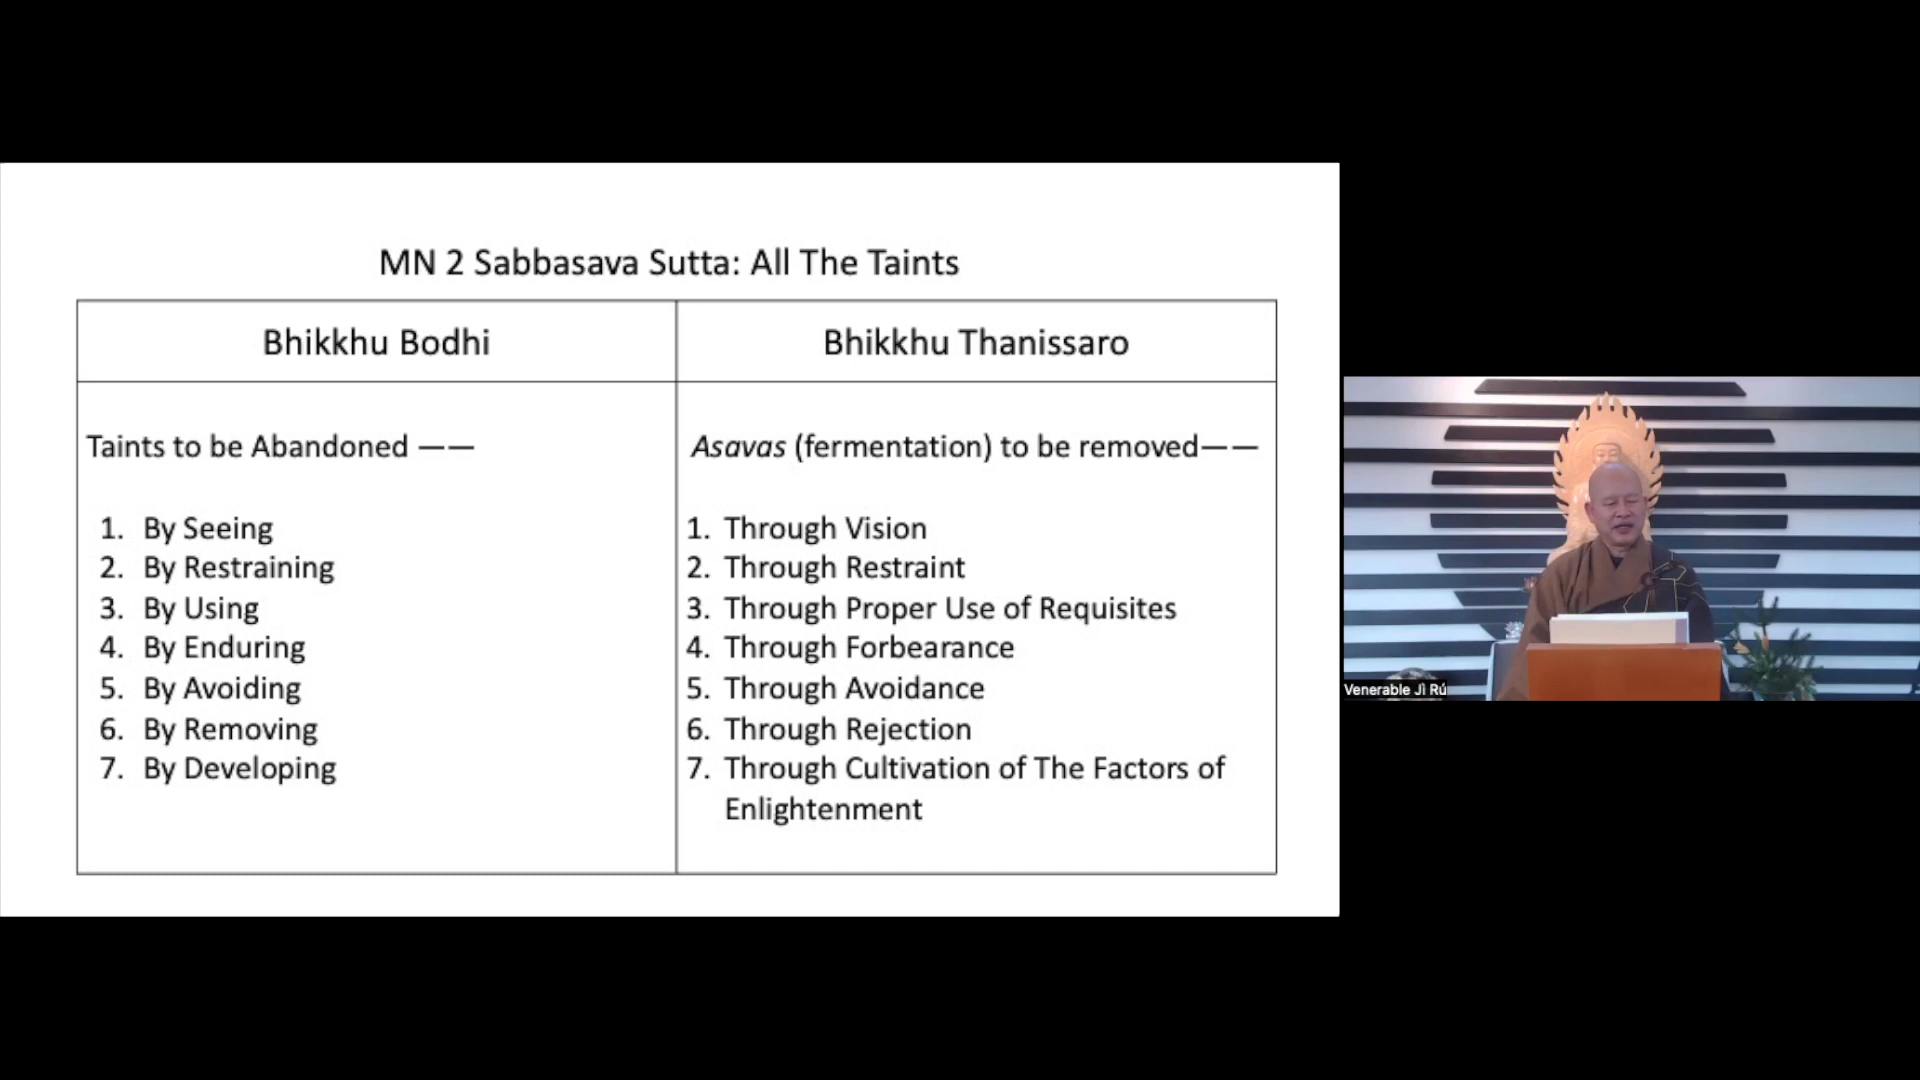 MN 2 Sabbasava Sutta: All The Taints
Bhikkhu Bodhi
Taints to be Abandoned ——
1. By Seeing
2. By Restraining
3. By Using
4. By Enduring
5. By Avoiding
6. By Removing
7. By Developing
Bhikkhu Thanissaro
Asavas (fermentation) to be removed——
1. Through Vision
2. Through Restraint
3. Through Proper Use of Requisites
4. Through Forbearance
5. Through Avoidance
6. Through Rejection
7. Through Cultivation of The Factors of
Enlightenment
Venerable Jì Rú